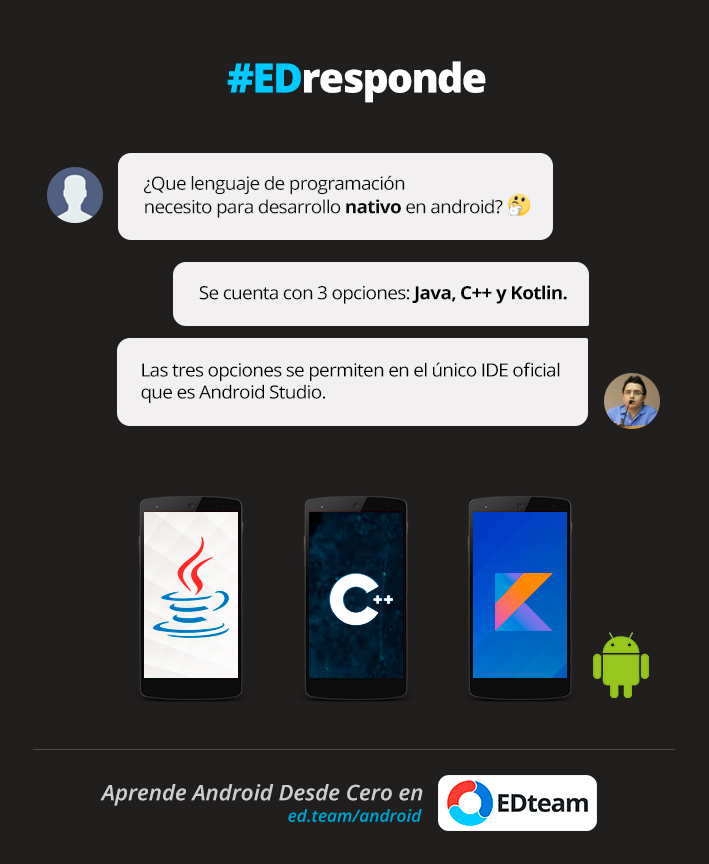 #EDresponde
¿Que lenguaje de programación
necesito para desarrollo nativo en android?
Se cuenta con 3 opciones: Java, C++ y Kotlin.
Las tres opciones se permiten en el único IDE oficial
que es Android Studio.
C++
Aprende Android Desde Cero en
ed.team/android
EDteam